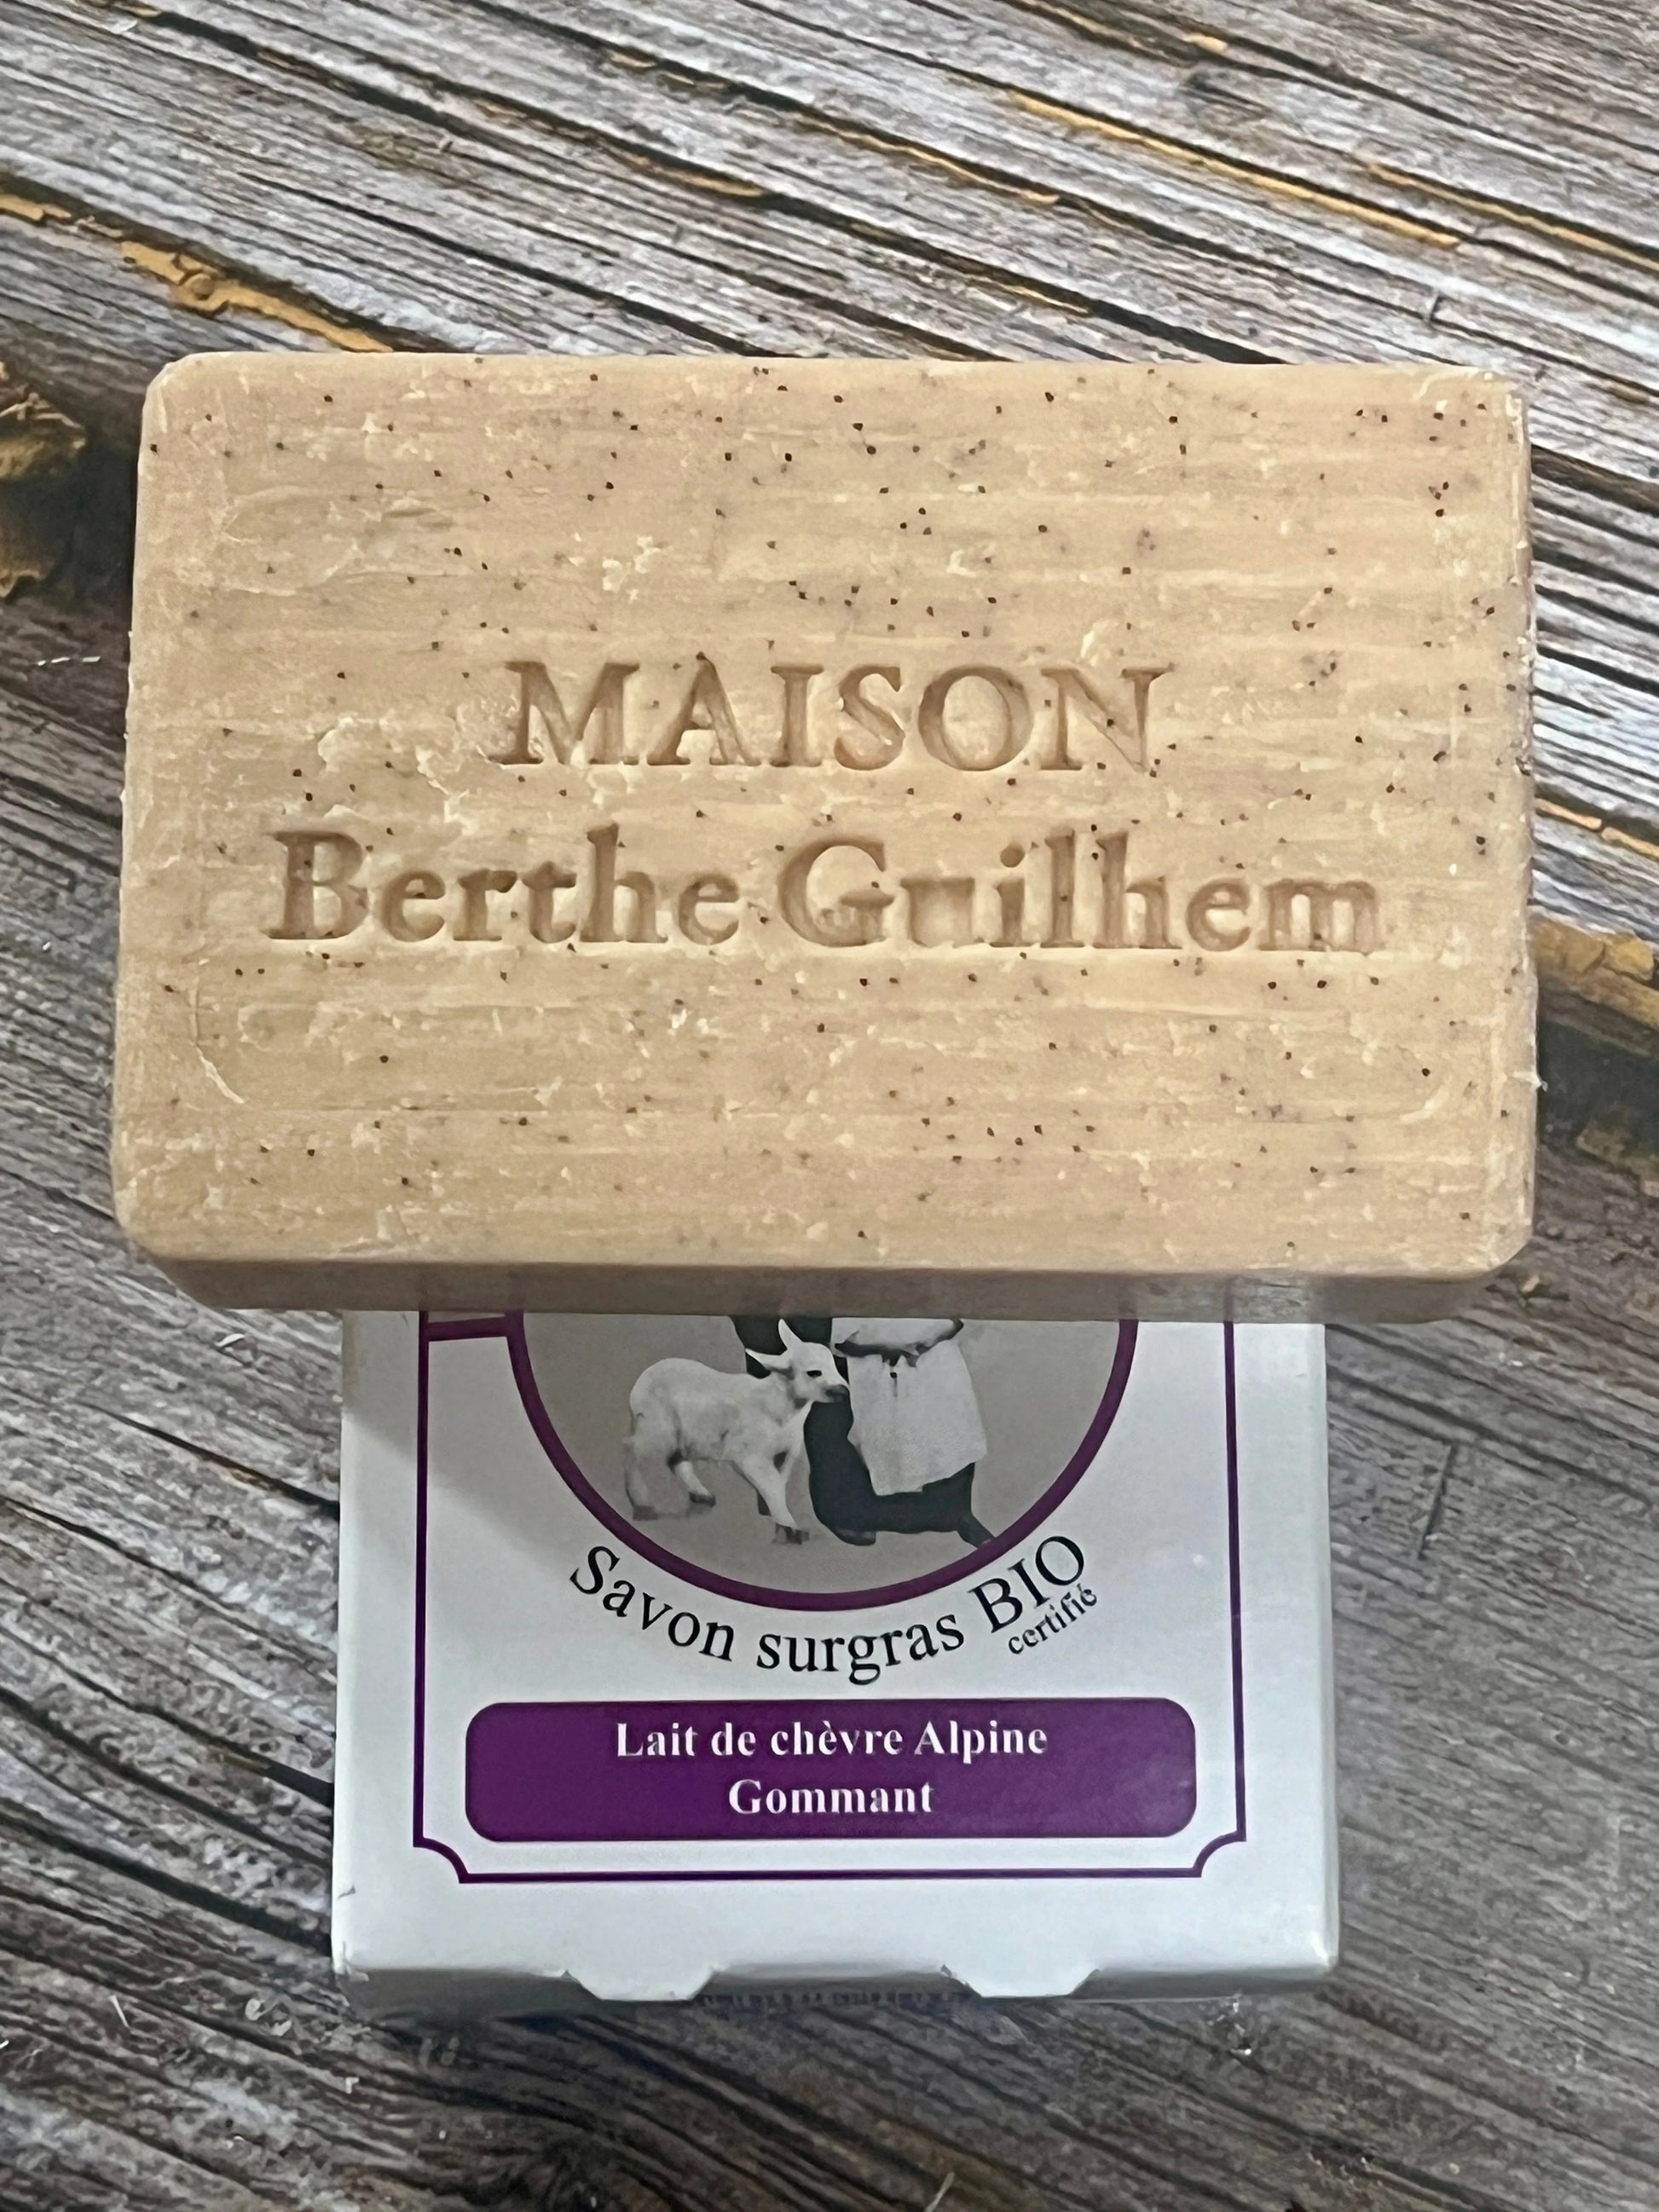 MAISON
Berthe Guilhem
Savon surgras BIO
certifié
Lait de chèvre Alpine
Gommant